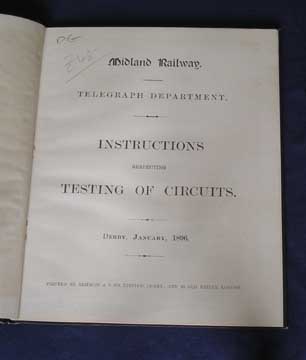 Midland Railway.
TELEGRAPH DEPARTMENT.
INSTRUCTIONS
RESPECTING
TESTING OF CIRCUITS.
DERBY, JANUARY, 1896.